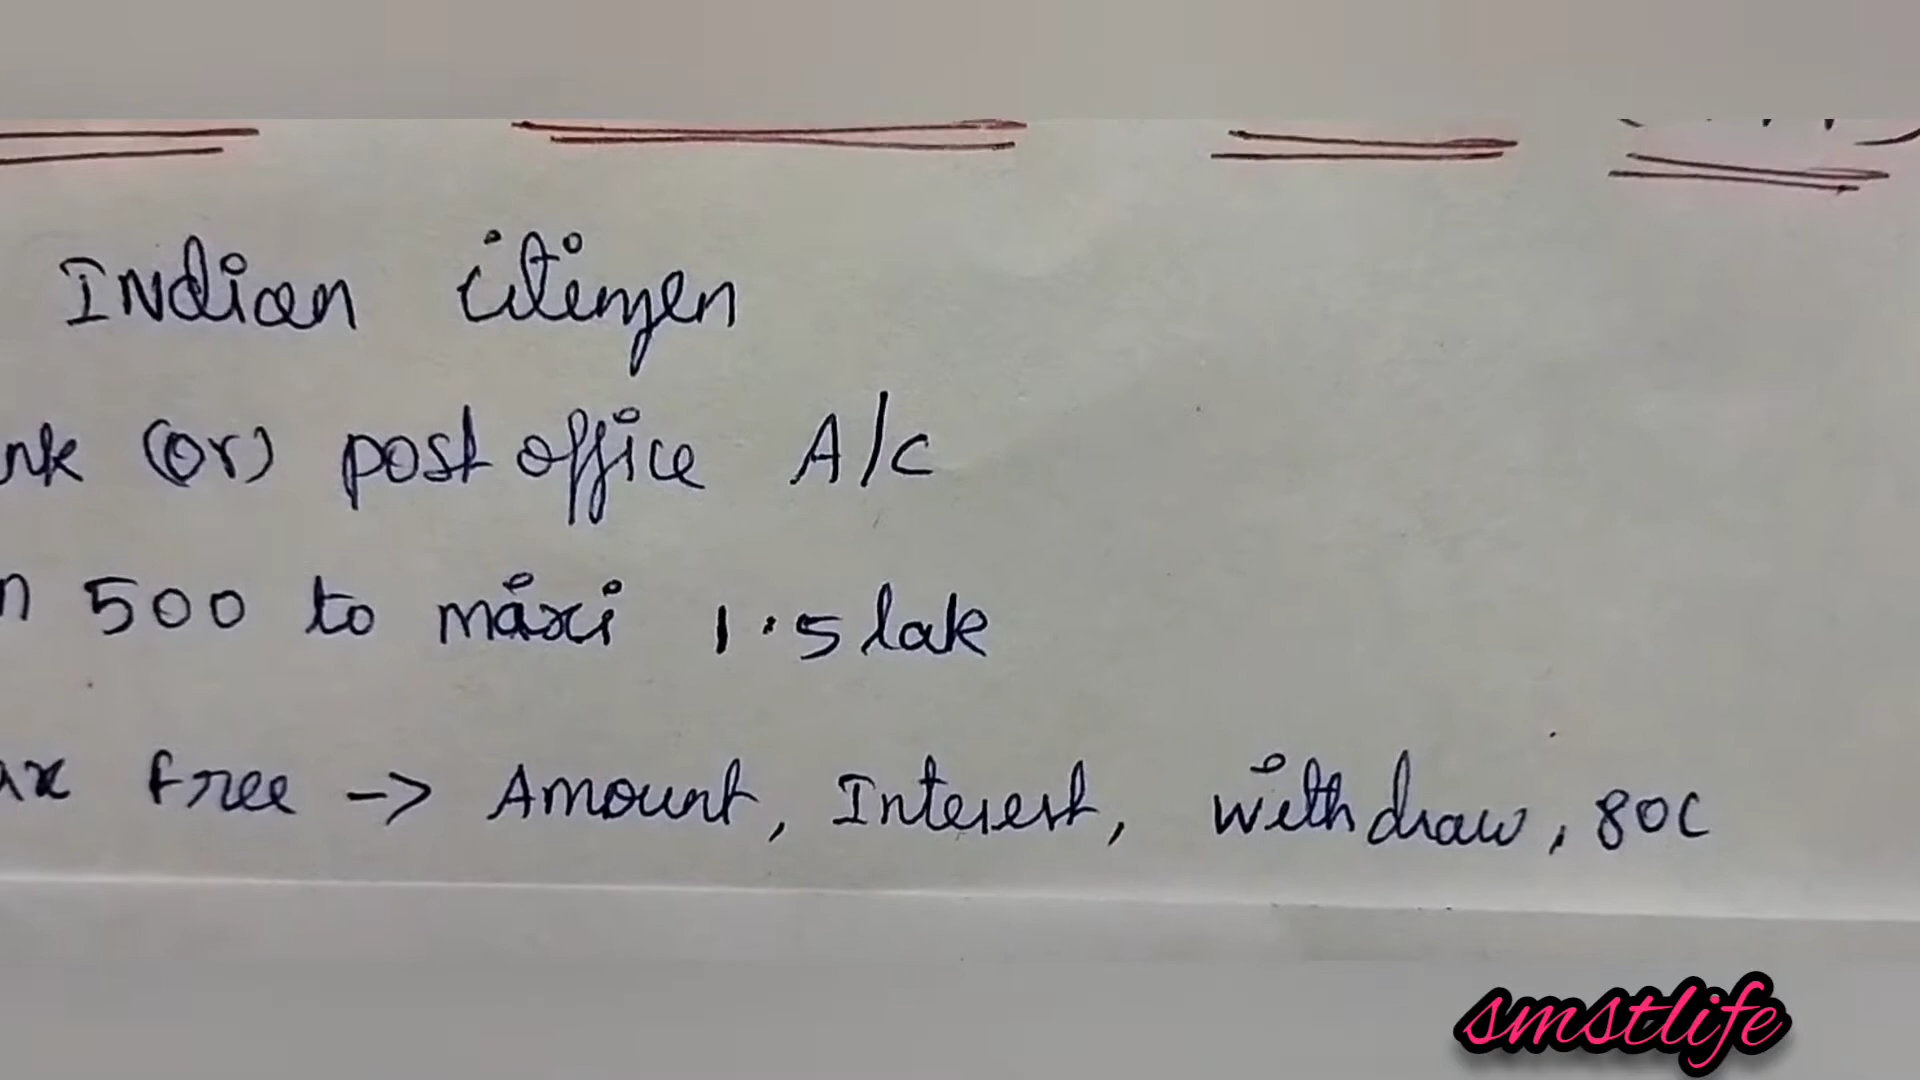 Indian citizen
nk (or) post office A/C
n 500 to maxi 1.5 lak
ax free -> Amount, Interest, withdraw, 80C
smstlife